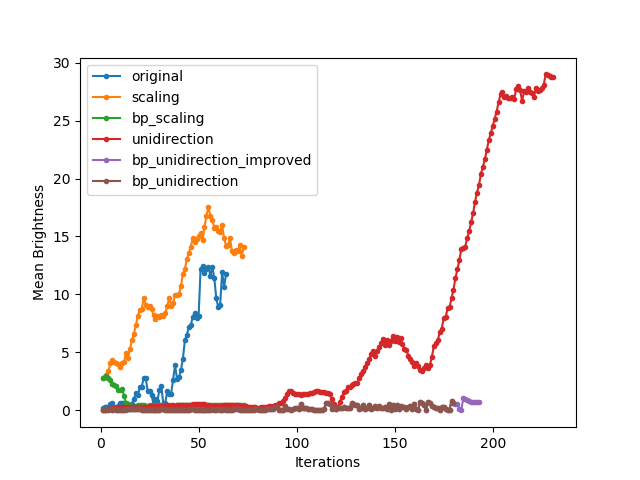 30
25
20
15
10
5
0
Mean Brightness
original
scaling
bp_scaling
unidirection
bp_unidirection_improved
bp_unidirection
0 50 100 150 200
Iterations